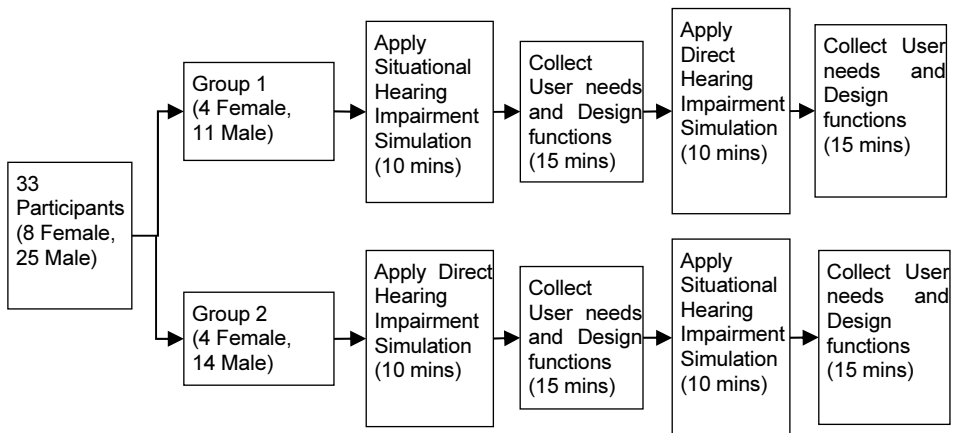 33
Participants
(8 Female,
25 Male)
Group 1
(4 Female,
11 Male)
Apply
Situational
Hearing
Impairment
Simulation
(10 mins)
Collect
User needs
and Design
functions
(15 mins)
Apply
Direct
Hearing
Impairment
Simulation
(10 mins)
Collect User
needs and
Design
functions
(15 mins)
Group 2
(4 Female,
14 Male)
Apply Direct
Hearing
Impairment
Simulation
(10 mins)
Collect
User needs
and Design
functions
(15 mins)
Apply
Situational
Hearing
Impairment
Simulation
(10 mins)
Collect User
needs and
Design
functions
(15 mins)